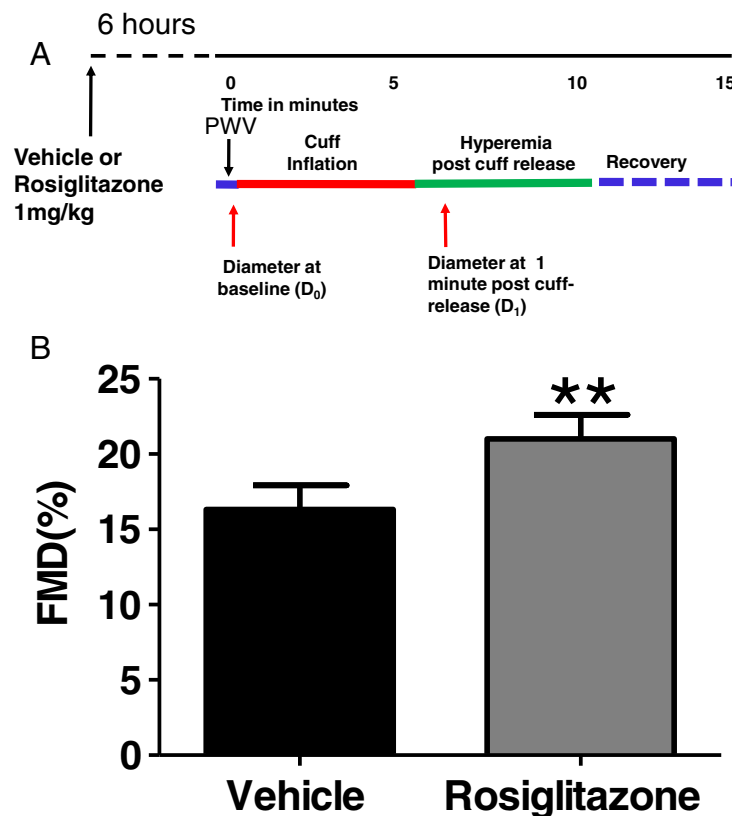 6 hours
A
0 5 10 15
Time in minutes
PWV
Vehicle or
Rosiglitazone
1mg/kg
Cuff
Inflation
Hyperemia
post cuff release
Recovery
Diameter at
baseline (D₀)
Diameter at 1
minute post cuff-
release (D₁)
B
FMD(%)
25
20
15
10
5
0
**
Vehicle Rosiglitazone